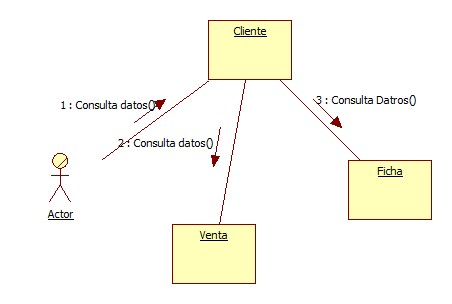 Cliente
1 : Consulta datos()
3 : Consulta Datros()
2 : Consulta datos()
Ficha
Actor
Venta